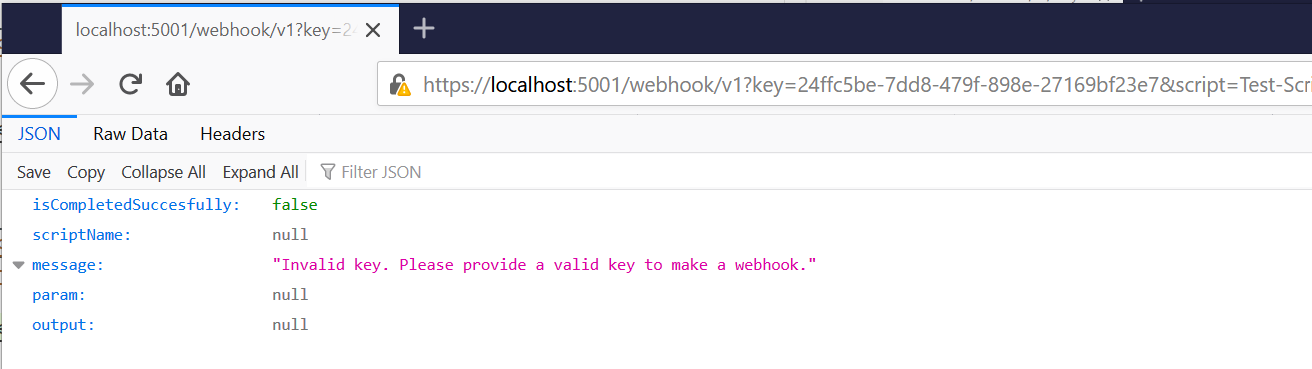 localhost:5001/webhook/v1?key=24
https://localhost:5001/webhook/v1?key=24ffc5be-7dd8-479f-898e-27169bf23e7&script=Test-Scri
JSON Raw Data Headers
Save Copy Collapse All Expand All Filter JSON
isCompletedSuccesfully: false
scriptName: null
message: "Invalid key. Please provide a valid key to make a webhook."
param: null
output: null